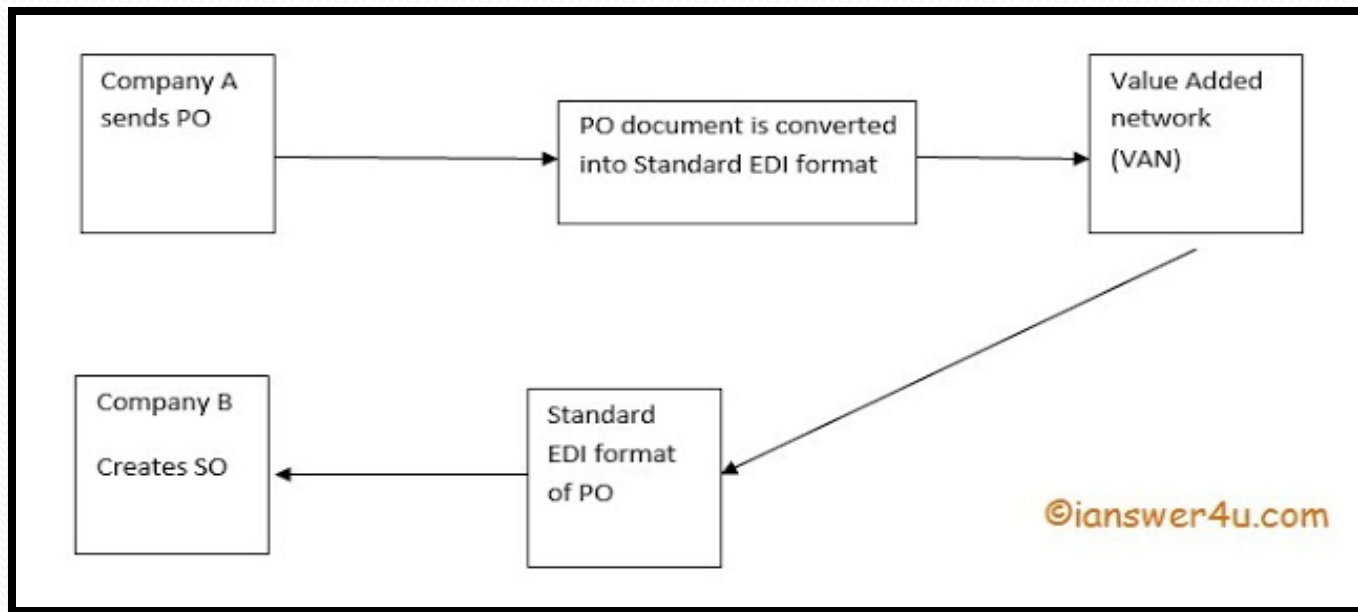 Company A
sends PO
PO document is converted
into Standard EDI format
Value Added
network
(VAN)
Company B
Creates SO
Standard
EDI format
of PO
©ianswer4u.com